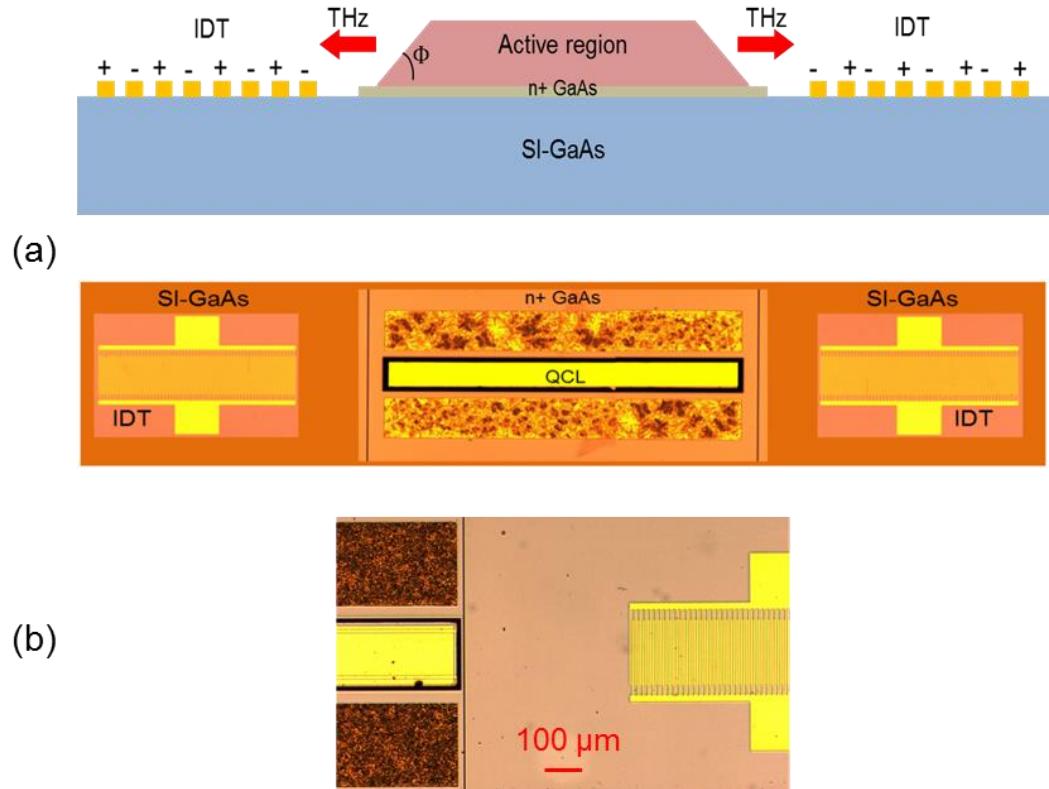 IDT
THz
THz
IDT
Active region
Φ
+ - + - + - + -
- + - + - + - +
n+ GaAs
SI-GaAs
(a)
SI-GaAs
n+ GaAs
SI-GaAs
QCL
IDT
IDT
(b)
100 µm